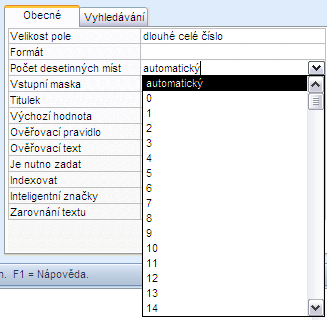 Obecné Vyhledávání
Velikost pole dlouhé celé číslo
Formát
Počet desetinných míst automatický
Vstupní maska automatický
Titulek 0
Výchozí hodnota 1
Ověřovací pravidlo 2
Ověřovací text 3
Je nutno zadat 4
Indexovat 5
Inteligentní značky 6
Zarovnání textu 7
8
9
10
11
n. F1 = Nápověda. 12
13
14